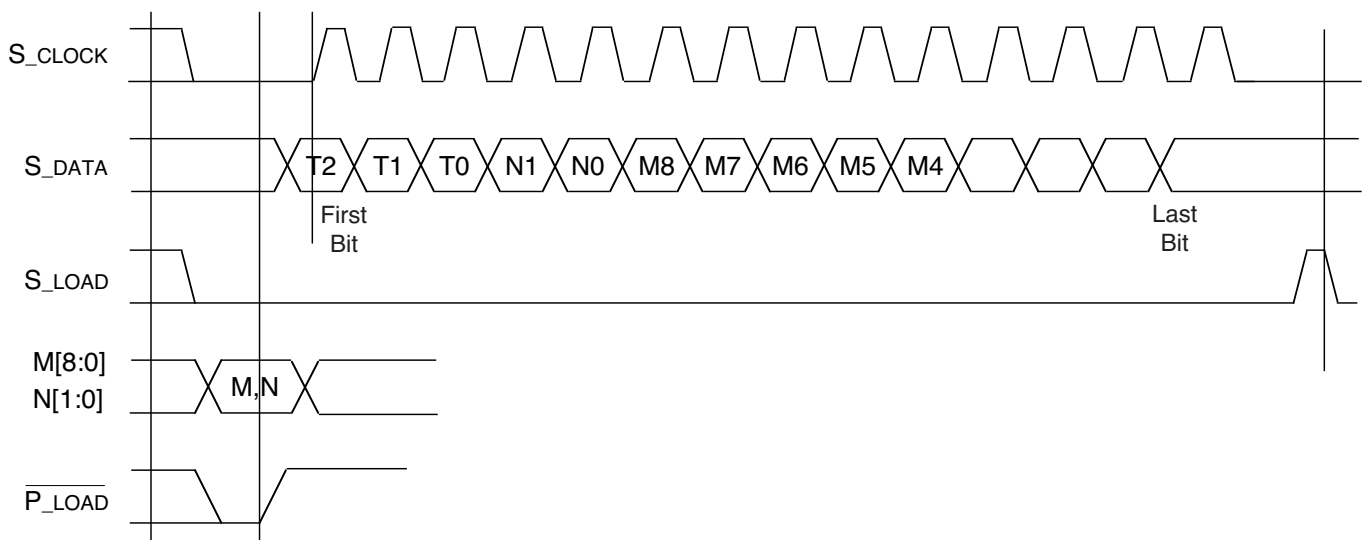 S_CLOCK
S_DATA
T2 T1 T0 N1 N0 M8 M7 M6 M5 M4
First
Bit
Last
Bit
S_LOAD
M[8:0]
N[1:0]
M,N
P_LOAD